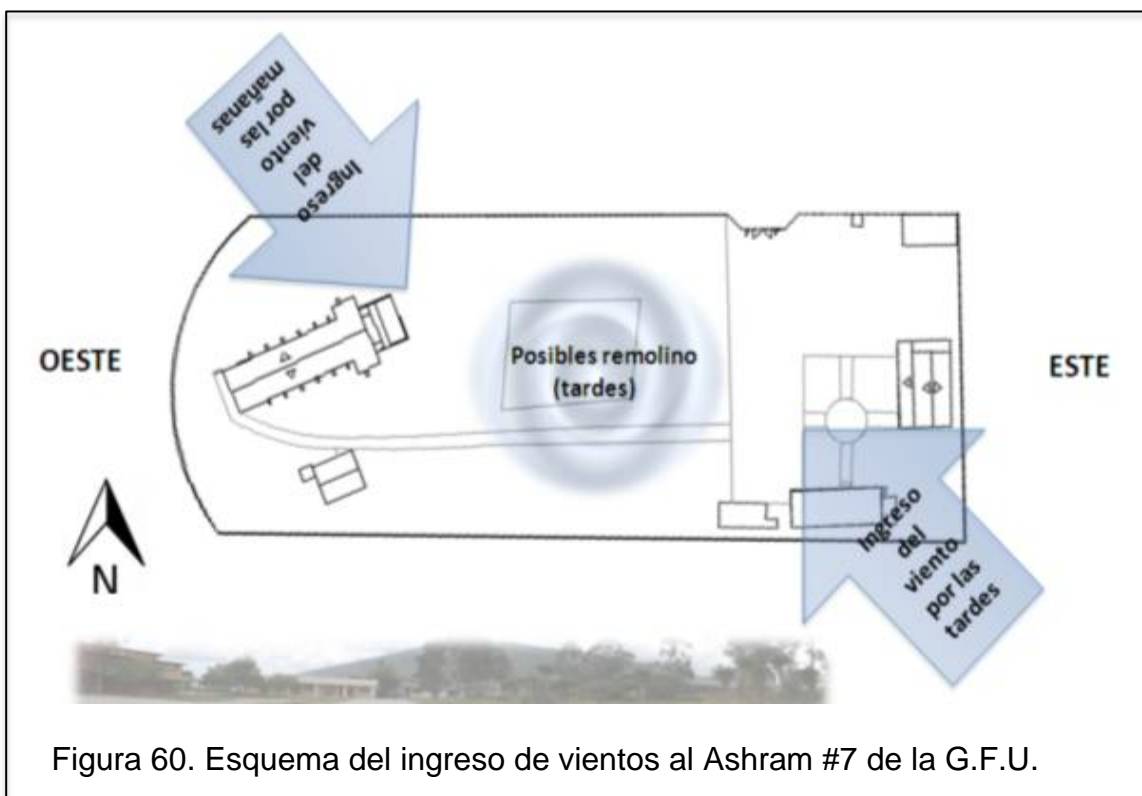 Ingreso
del
viento
por las
mañanas
OESTE
Posibles remolino
(tardes)
ESTE
N
Ingreso
del
viento
por las
tardes
Figura 60. Esquema del ingreso de vientos al Ashram #7 de la G.F.U.